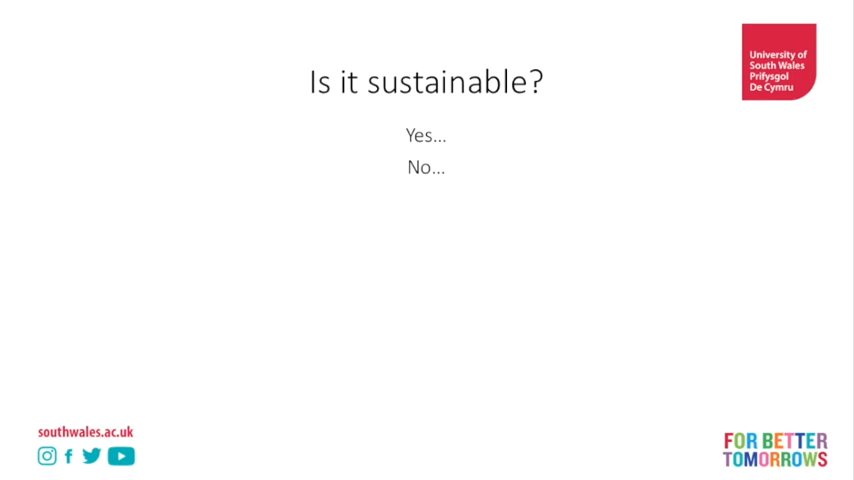 University of
South Wales
Prifysgol
De Cymru
Is it sustainable?
Yes...
No...
southwales.ac.uk
FOR BETTER
TOMORROWS